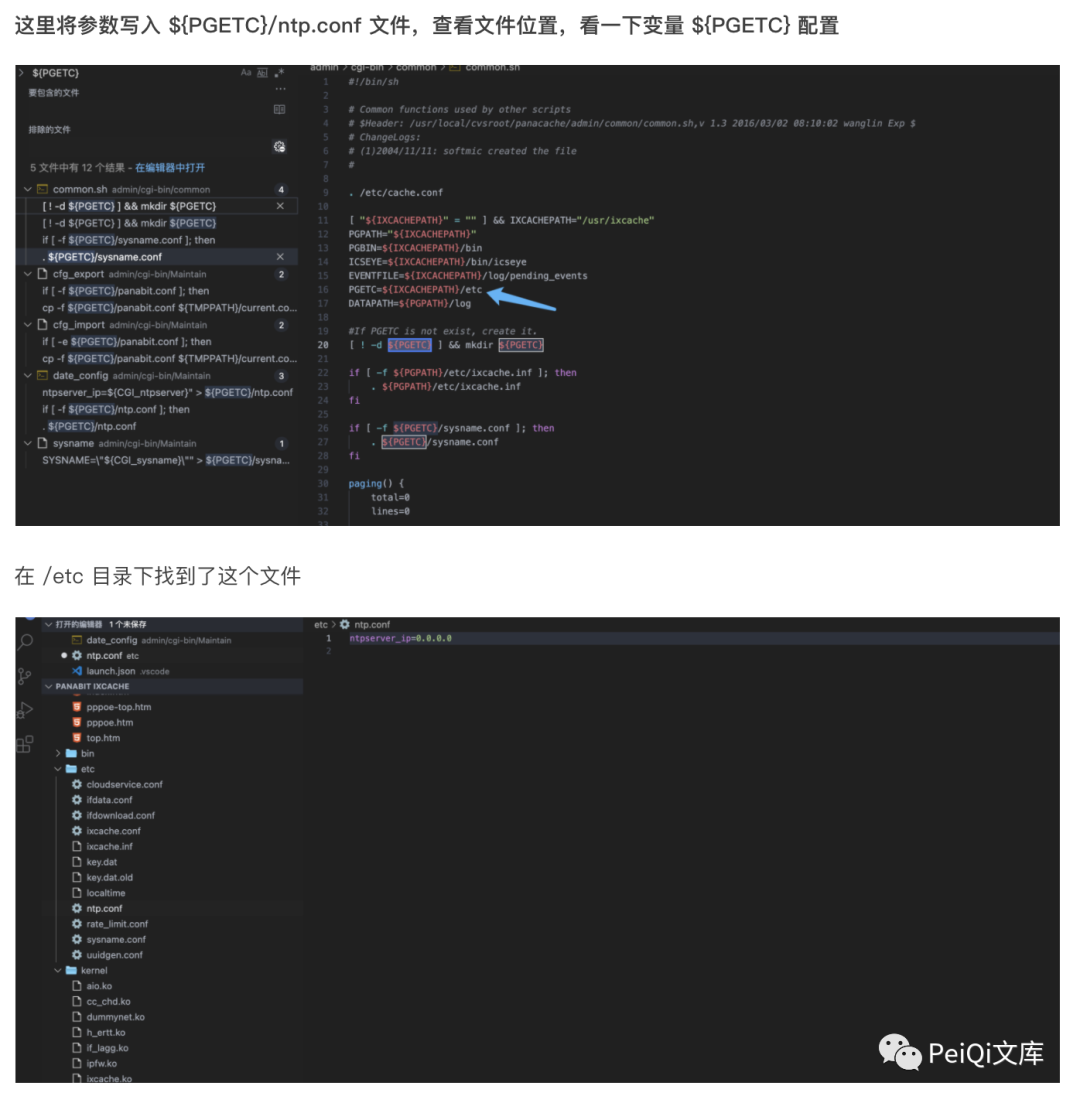 这里将参数写入 ${PGETC}/ntp.conf 文件，查看文件位置，看一下变量 ${PGETC} 配置
${PGETC}
要包含的文件
排除的文件
5 文件中有 12 个结果 - 在编辑器中打开
common.sh admin/cgi-bin/common 4
[ ! -d ${PGETC} ] && mkdir ${PGETC}
[ ! -d ${PGETC} ] && mkdir ${PGETC}
if [ -f ${PGETC}/sysname.conf ]; then
. ${PGETC}/sysname.conf
cfg_export admin/cgi-bin/Maintain 2
if [ -f ${PGETC}/panabit.conf ]; then
cp -f ${PGETC}/panabit.conf ${TMPPATH}/current.co...
cfg_import admin/cgi-bin/Maintain 2
if [ -e ${PGETC}/panabit.conf ]; then
cp -f ${PGETC}/panabit.conf ${TMPPATH}/current.co...
date_config admin/cgi-bin/Maintain 3
ntpserver_ip=${CGI_ntpserver}" > ${PGETC}/ntp.conf
if [ -f ${PGETC}/ntp.conf ]; then
. ${PGETC}/ntp.conf
sysname admin/cgi-bin/Maintain 1
SYSNAME=\"${CGI_sysname}\"" > ${PGETC}/sysna...
admin > cgi-bin > common > common.sh
1 #!/bin/sh
2
3 # Common functions used by other scripts
4 # $Header: /usr/local/cvsroot/panacache/admin/common/common.sh,v 1.3 2016/03/02 08:10:02 wanglin Exp $
5 # ChangeLogs:
6 # (1)2004/11/11: softmic created the file
7 #
8
9 . /etc/cache.conf
10
11 [ "${IXCACHEPATH}" = "" ] && IXCACHEPATH="/usr/ixcache"
12 PGPATH="${IXCACHEPATH}"
13 PGBIN=${IXCACHEPATH}/bin
14 ICSEYE=${IXCACHEPATH}/bin/icseye
15 EVENTFILE=${IXCACHEPATH}/log/pending_events
16 PGETC=${IXCACHEPATH}/etc
17 DATAPATH=${PGPATH}/log
18
19 #If PGETC is not exist, create it.
20 [ ! -d ${PGETC} ] && mkdir ${PGETC}
21
22 if [ -f ${PGPATH}/etc/ixcache.inf ]; then
23 . ${PGPATH}/etc/ixcache.inf
24 fi
25
26 if [ -f ${PGETC}/sysname.conf ]; then
27 . ${PGETC}/sysname.conf
28 fi
29
30 paging() {
31 total=0
32 lines=0
33
在 /etc 目录下找到了这个文件
打开的编辑器 1 个未保存
date_config admin/cgi-bin/Maintain
ntp.conf etc
launch.json .vscode
PANABIT IXCACHE
pppoe-top.htm
pppoe.htm
top.htm
bin
etc
cloudservice.conf
ifdata.conf
ifdownload.conf
ixcache.conf
ixcache.inf
key.dat
key.dat.old
localtime
ntp.conf
rate_limit.conf
sysname.conf
uuidgen.conf
kernel
aio.ko
cc_chd.ko
dummynet.ko
h_ertt.ko
if_lagg.ko
ipfw.ko
ixcache.ko
etc > ntp.conf
1 ntpserver_ip=0.0.0.0
2
PeiQi文库